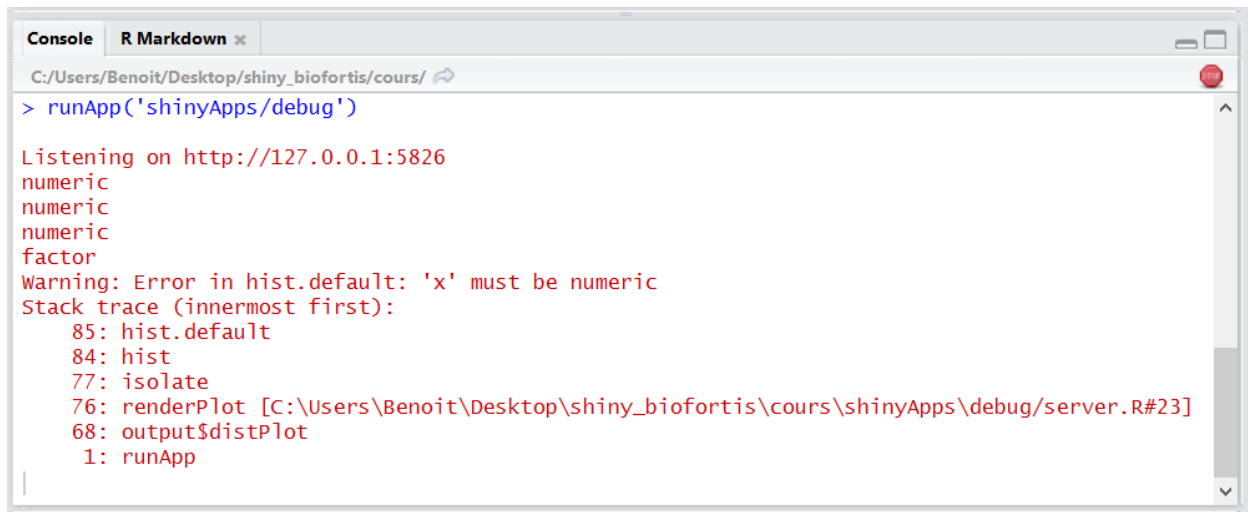 Console R Markdown
C:/Users/Benoit/Desktop/shiny_biofortis/cours/
STOP
> runApp('shinyApps/debug')
Listening on http://127.0.0.1:5826
numeric
numeric
numeric
factor
Warning: Error in hist.default: 'x' must be numeric
Stack trace (innermost first):
    85: hist.default
    84: hist
    77: isolate
    76: renderPlot [C:\Users\Benoit\Desktop\shiny_biofortis\cours\shinyApps\debug/server.R#23]
    68: output$distPlot
     1: runApp